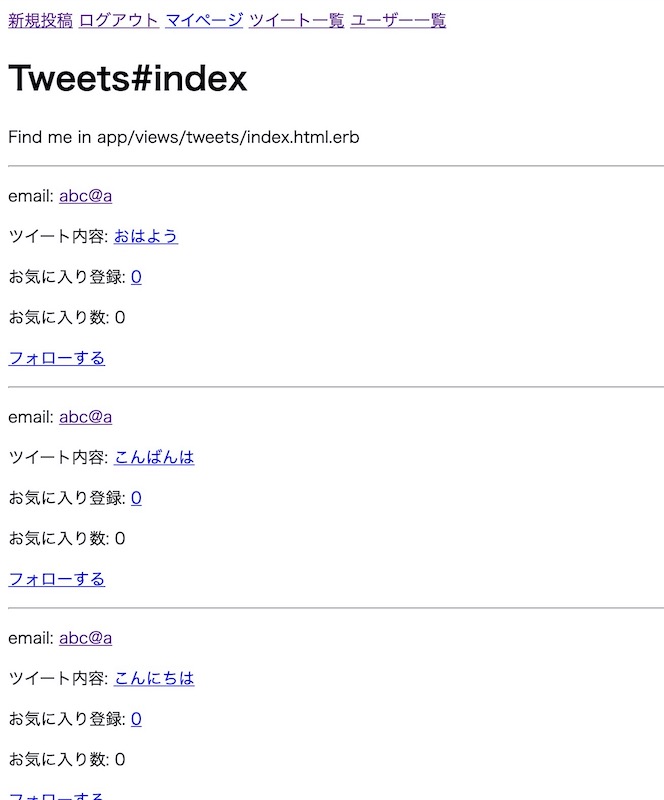 新規投稿 ログアウト マイページ ツイート一覧 ユーザー一覧
Tweets#index
Find me in app/views/tweets/index.html.erb
email: abc@a
ツイート内容: おはよう
お気に入り登録: 0
お気に入り数: 0
フォローする
email: abc@a
ツイート内容: こんばんは
お気に入り登録: 0
お気に入り数: 0
フォローする
email: abc@a
ツイート内容: こんにちは
お気に入り登録: 0
お気に入り数: 0
フォローする